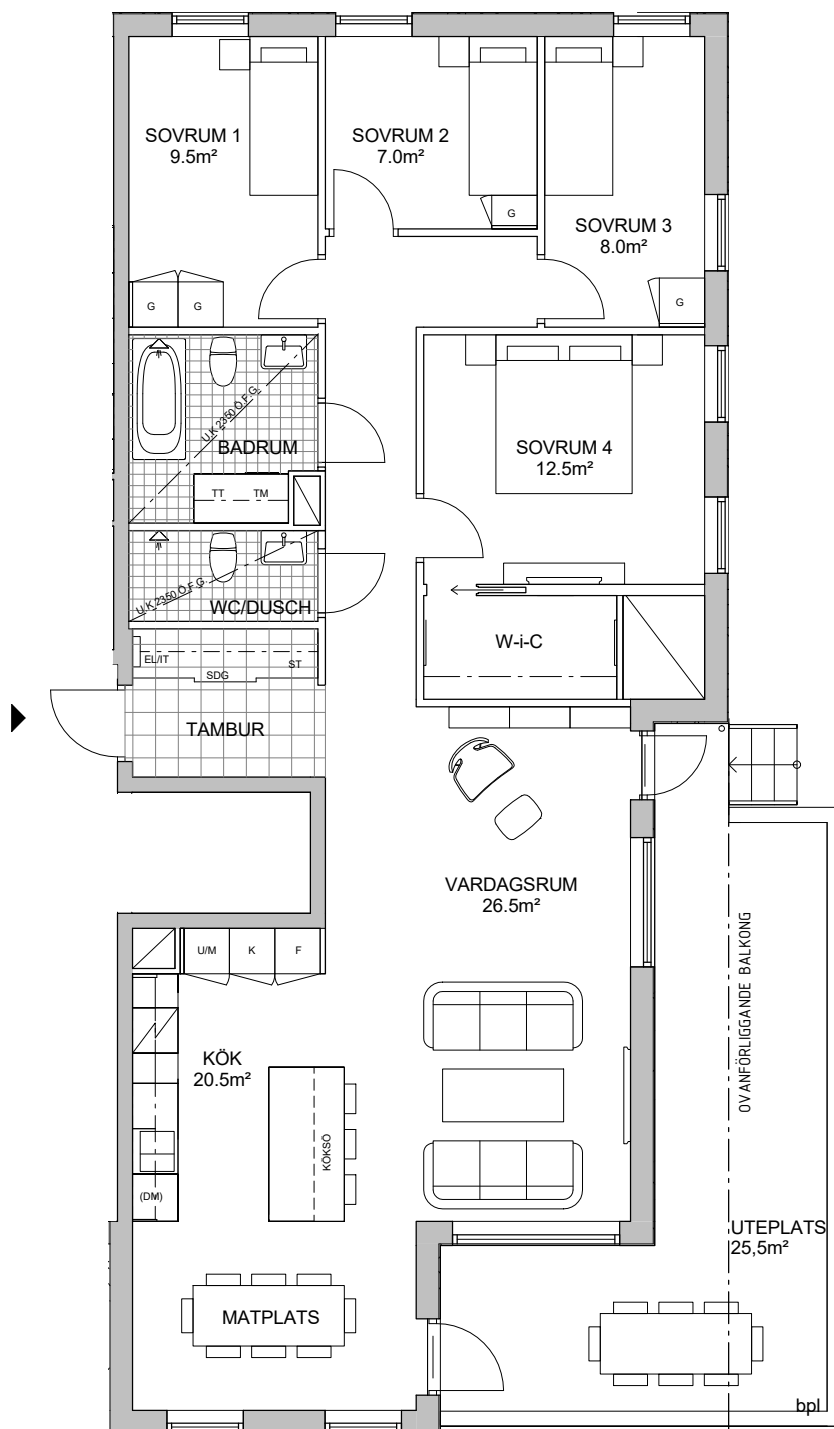 SOVRUM 1
9.5m²
SOVRUM 2
7.0m²
G
SOVRUM 3
8.0m²
G
G
G
U.K 2350 Ö.F.G.
BADRUM
TT
TM
SOVRUM 4
12.5m²
U.K 2350 Ö.F.G.
WC/DUSCH
W-i-C
EL/IT
SDG
ST
TAMBUR
VARDAGSRUM
26.5m²
OVANFÖRLIGGANDE BALKONG
U/M
K
F
KÖK
20.5m²
KÖKSÖ
(DM)
UTEPLATS
25,5m²
MATPLATS
bpl